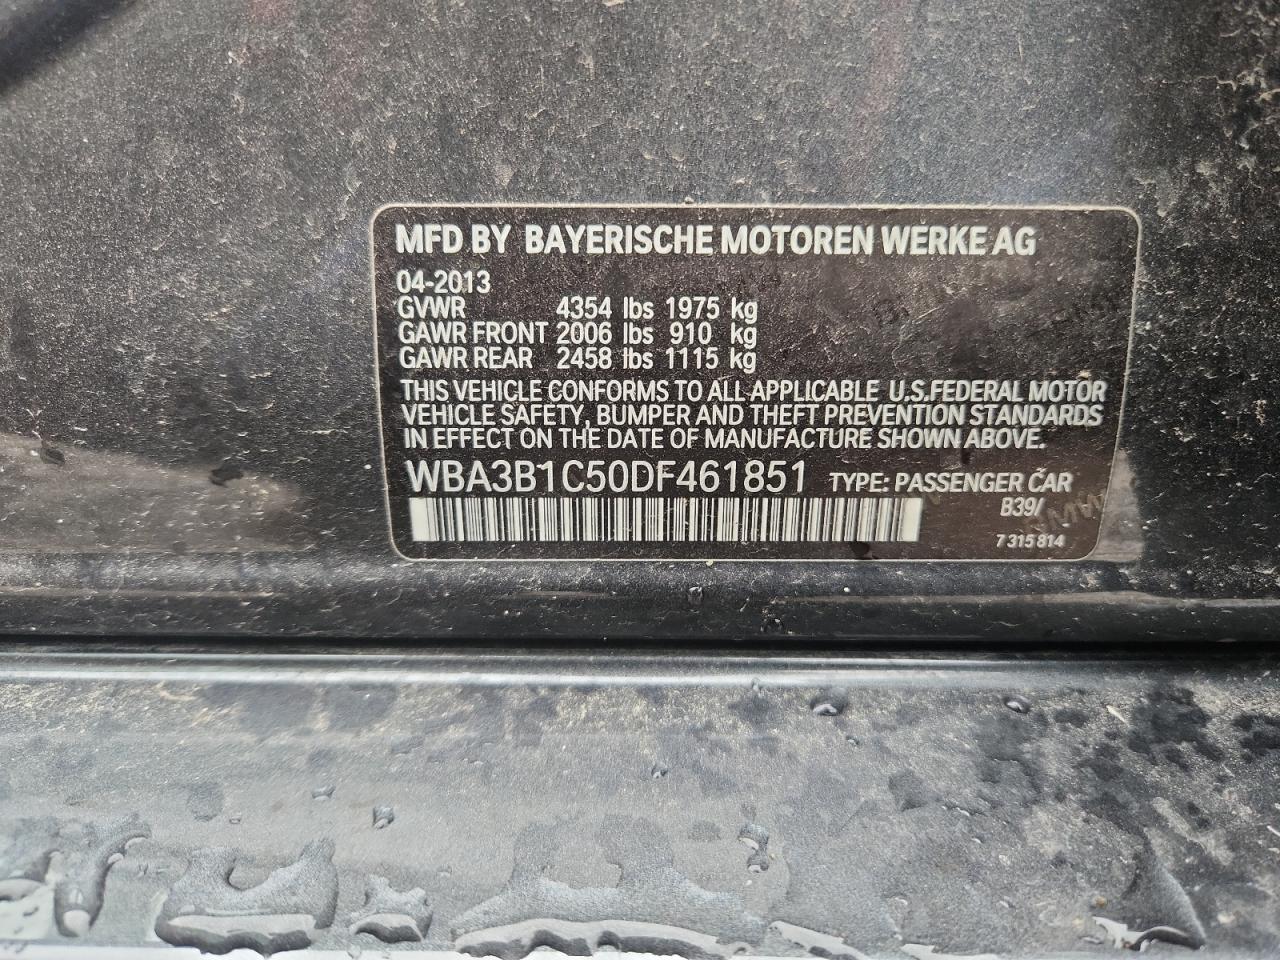 MFD BY BAYERISCHE MOTOREN WERKE AG
04-2013
GVWR 4354 lbs 1975 kg
GAWR FRONT 2006 lbs 910 kg
GAWR REAR 2458 lbs 1115 kg
THIS VEHICLE CONFORMS TO ALL APPLICABLE U.S.FEDERAL MOTOR
VEHICLE SAFETY, BUMPER AND THEFT PREVENTION STANDARDS
IN EFFECT ON THE DATE OF MANUFACTURE SHOWN ABOVE.
WBA3B1C50DF461851 TYPE: PASSENGER CAR
B39/
7 315 814